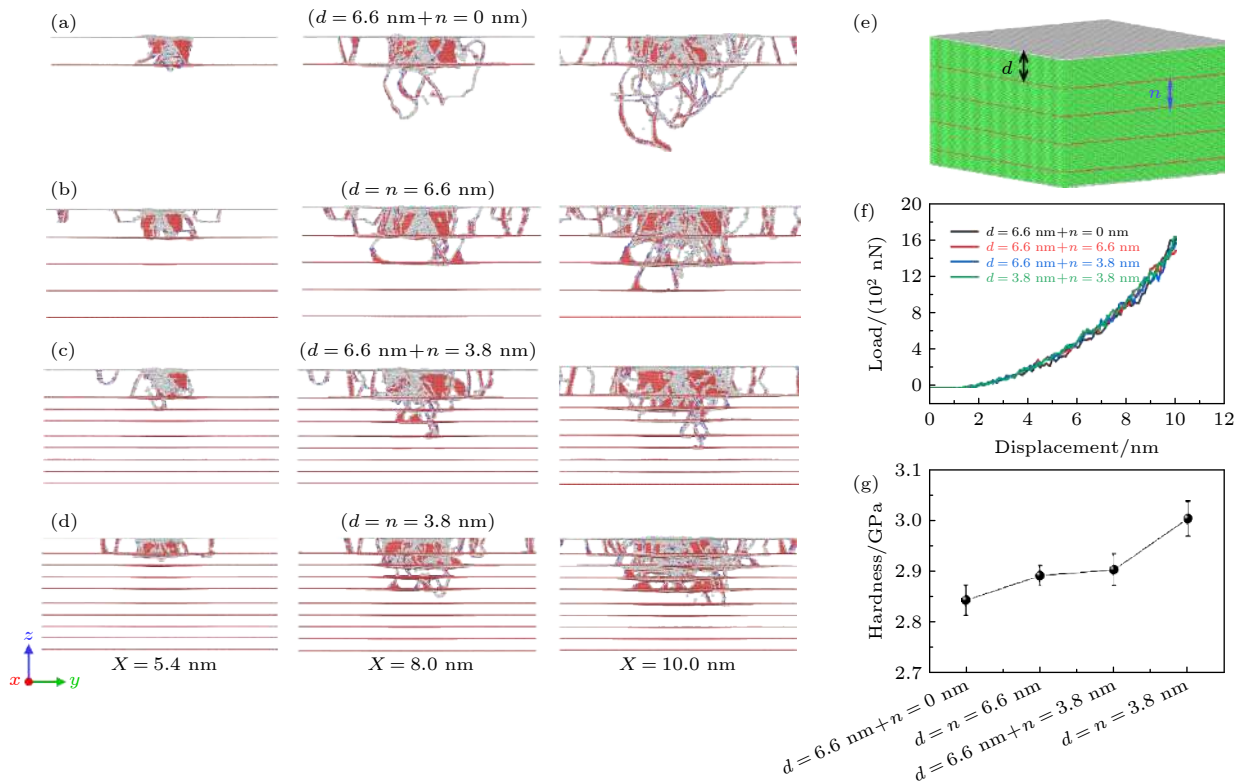 (a)
(d = 6.6 nm+n = 0 nm)
(b)
(d = n = 6.6 nm)
(c)
(d = 6.6 nm+n = 3.8 nm)
(d)
(d = n = 3.8 nm)
z
x
y
X = 5.4 nm
X = 8.0 nm
X = 10.0 nm
(e)
d
n
(f)
20
16
12
8
4
0
Load/(10² nN)
d = 6.6 nm+n = 0 nm
d = 6.6 nm+n = 6.6 nm
d = 6.6 nm+n = 3.8 nm
d = 3.8 nm+n = 3.8 nm
0 2 4 6 8 10 12
Displacement/nm
(g)
3.1
3.0
2.9
2.8
2.7
Hardness/GPa
d = 6.6 nm+n = 0 nm
d = n = 6.6 nm
d = 6.6 nm+n = 3.8 nm
d = n = 3.8 nm